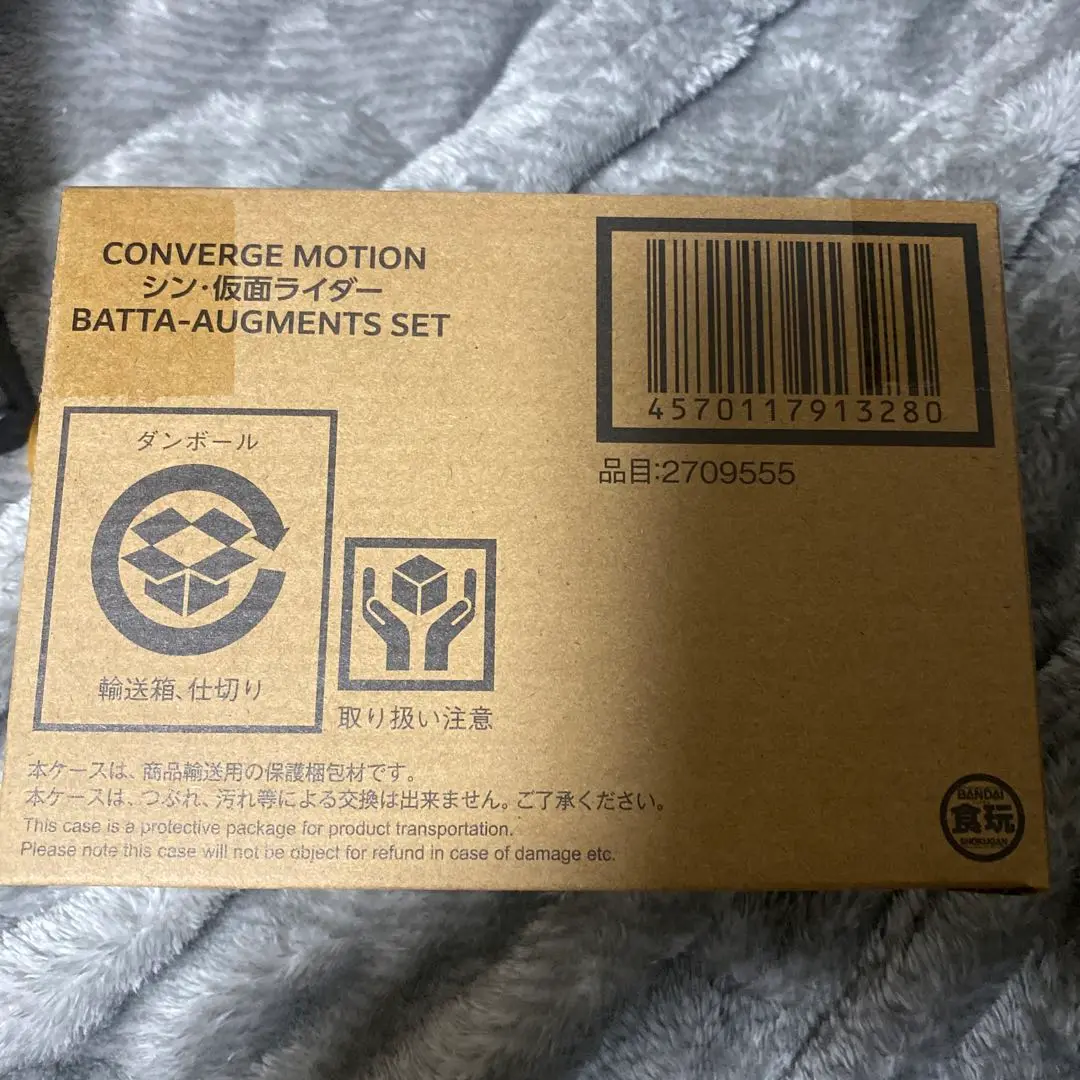 CONVERGE MOTION
シン・仮面ライダー
BATTA-AUGMENTS SET
4570117913280
品目:2709555
ダンボール
輸送箱、仕切り
取り扱い注意
本ケースは、商品輸送用の保護梱包材です。
本ケースは、つぶれ、汚れ等による交換は出来ません。ご了承ください。
This case is a protective package for product transportation.
Please note this case will not be object for refund in case of damage etc.
BANDAI
食玩
SHOKUGAN